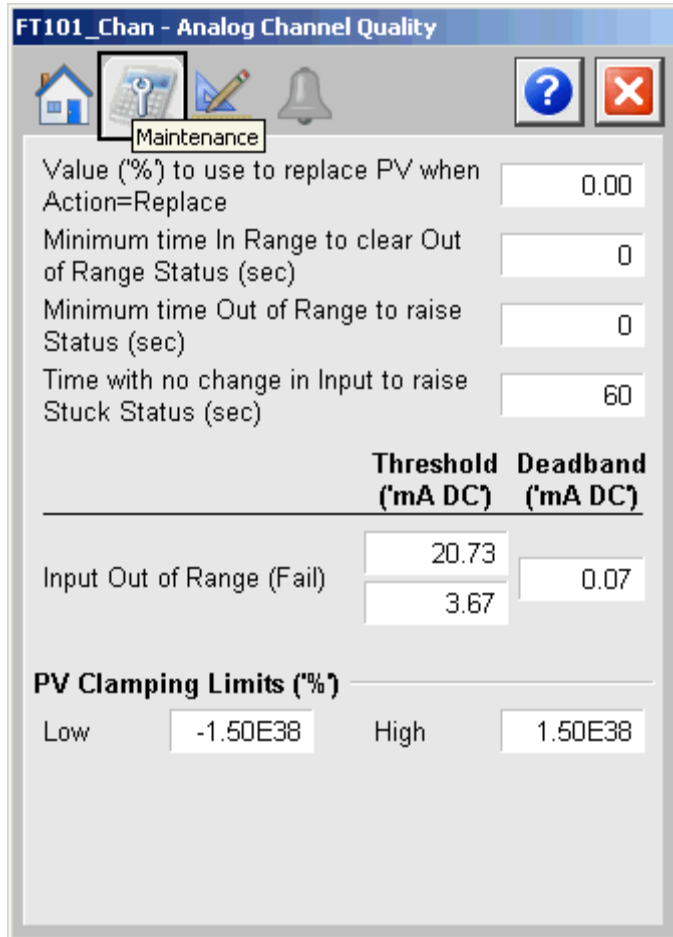 FT101_Chan - Analog Channel Quality
Maintenance
Value ('%') to use to replace PV when
Action=Replace
0.00
Minimum time In Range to clear Out
of Range Status (sec)
0
Minimum time Out of Range to raise
Status (sec)
0
Time with no change in Input to raise
Stuck Status (sec)
60
Threshold Deadband
('mA DC') ('mA DC')
Input Out of Range (Fail)
20.73
3.67
0.07
PV Clamping Limits ('%')
Low -1.50E38 High 1.50E38